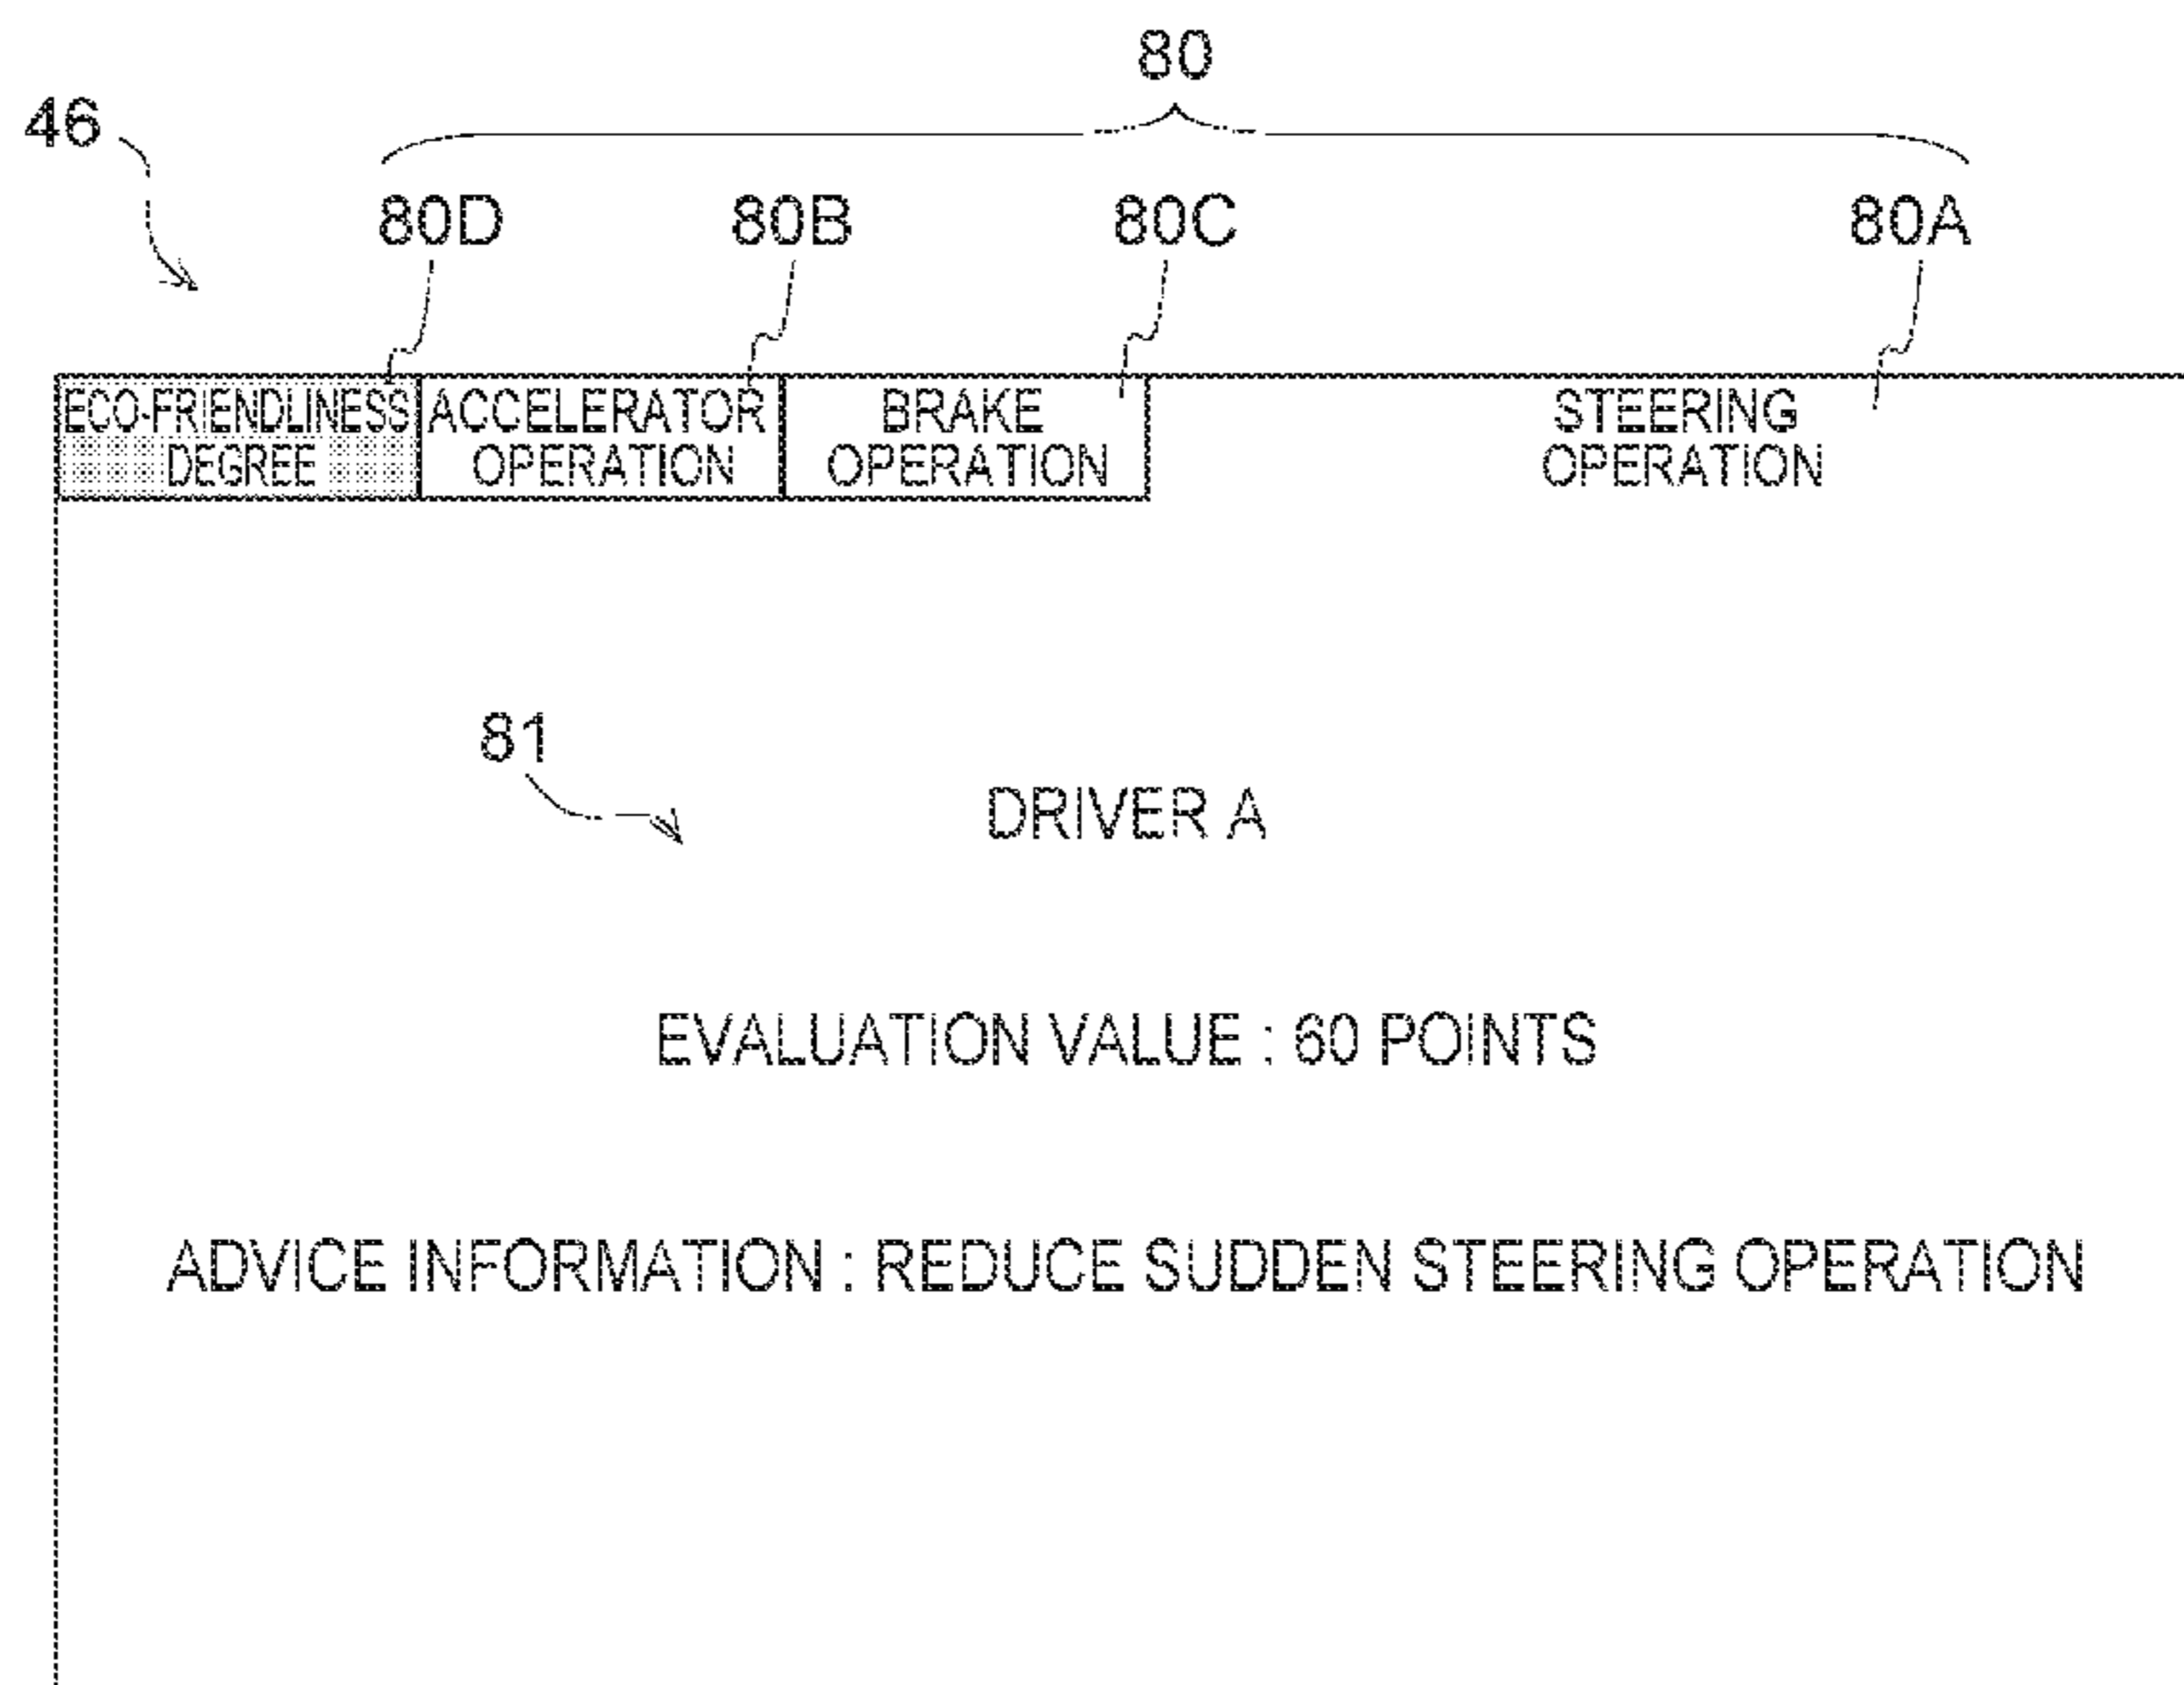 80
46
80D 80B 80C 80A
ECO-FRIENDLINESS ACCELERATOR BRAKE STEERING
DEGREE OPERATION OPERATION OPERATION
81
DRIVER A
EVALUATION VALUE : 60 POINTS
ADVICE INFORMATION : REDUCE SUDDEN STEERING OPERATION